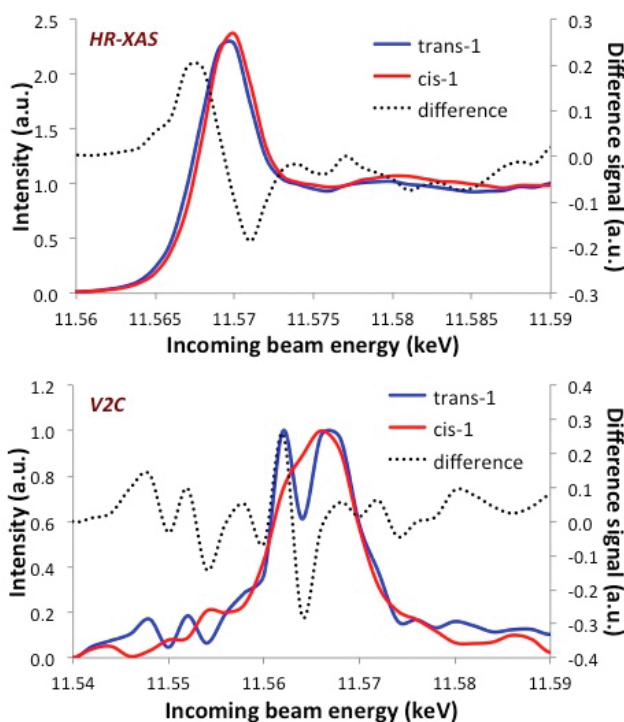 HR-XAS
2.5
2.0
1.5
1.0
0.5
0.0
Intensity (a.u.)
trans-1
cis-1
difference
0.3
0.2
0.1
0.0
-0.1
-0.2
-0.3
Difference signal (a.u.)
11.56 11.565 11.57 11.575 11.58 11.585 11.59
Incoming beam energy (keV)
V2C
1.2
1.0
0.8
0.6
0.4
0.2
0.0
Intensity (a.u.)
trans-1
cis-1
difference
0.4
0.3
0.2
0.1
0.0
-0.1
-0.2
-0.3
-0.4
Difference signal (a.u.)
11.54 11.55 11.56 11.57 11.58 11.59
Incoming beam energy (keV)